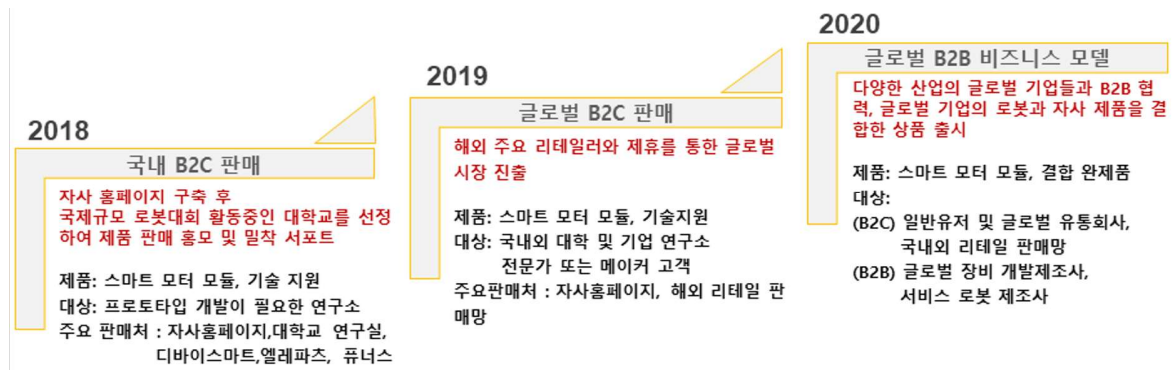 2018
국내 B2C 판매
자사 홈페이지 구축 후
국제규모 로봇대회 활동중인 대학교를 선정
하여 제품 판매 홍모 및 밀착 서포트
제품: 스마트 모터 모듈, 기술 지원
대상: 프로토타입 개발이 필요한 연구소
주요 판매처 : 자사홈페이지,대학교 연구실,
디바이스마트,엘레파츠, 퓨너스
2019
글로벌 B2C 판매
해외 주요 리테일러와 제휴를 통한 글로벌
시장 진출
제품: 스마트 모터 모듈, 기술지원
대상: 국내외 대학 및 기업 연구소
전문가 또는 메이커 고객
주요판매처 : 자사홈페이지, 해외 리테일 판
매망
2020
글로벌 B2B 비즈니스 모델
다양한 산업의 글로벌 기업들과 B2B 협
력, 글로벌 기업의 로봇과 자사 제품을 결
합한 상품 출시
제품: 스마트 모터 모듈, 결합 완제품
대상:
(B2C) 일반유저 및 글로벌 유통회사,
국내외 리테일 판매망
(B2B) 글로벌 장비 개발제조사,
서비스 로봇 제조사